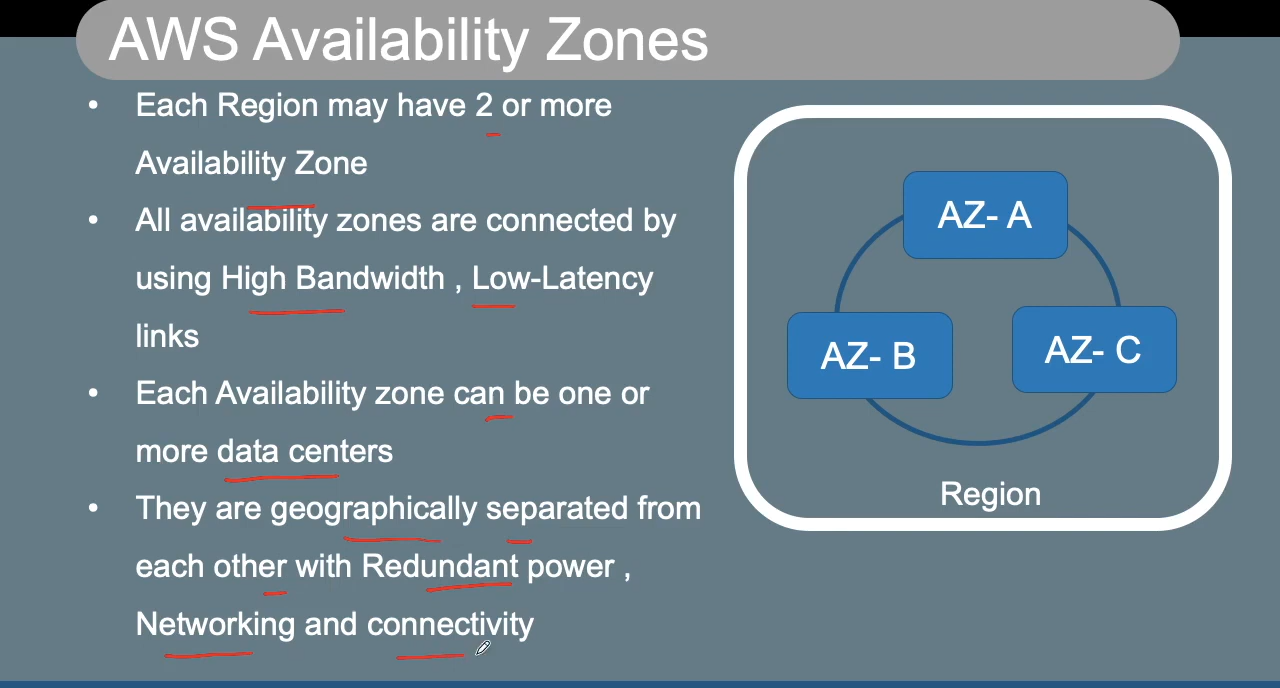 AWS Availability Zones
• Each Region may have 2 or more
Availability Zone
• All availability zones are connected by
using High Bandwidth , Low-Latency
links
• Each Availability zone can be one or
more data centers
• They are geographically separated from
each other with Redundant power ,
Networking and connectivity
AZ- A
AZ- B
AZ- C
Region